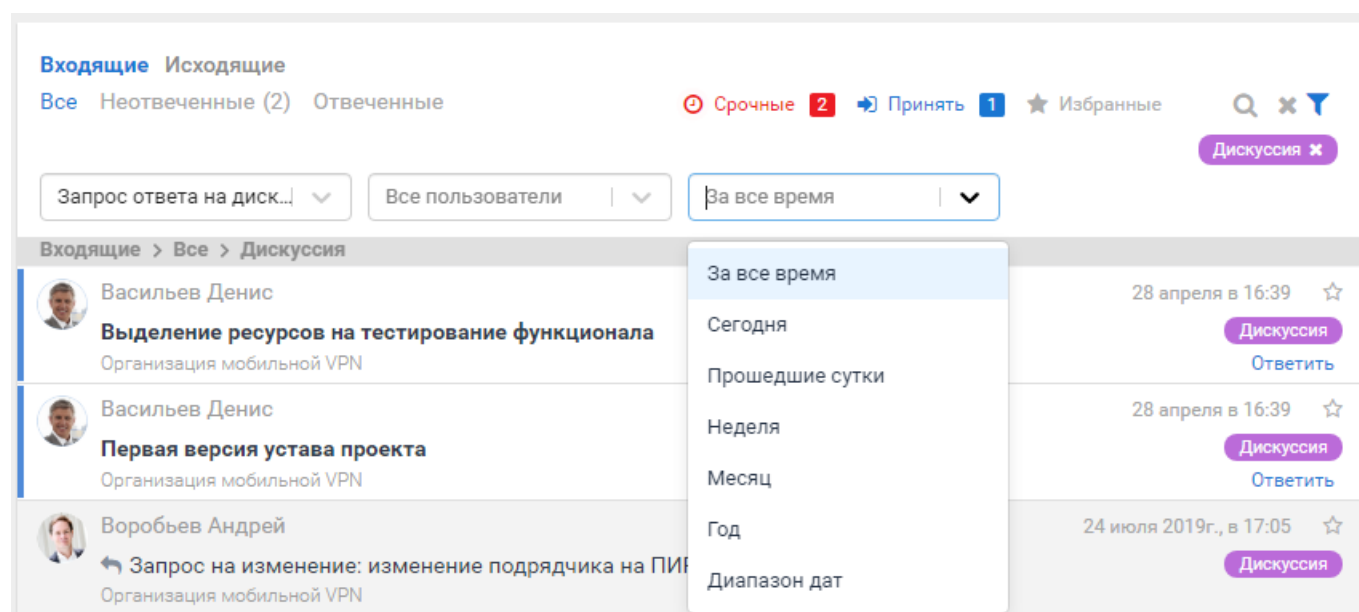 Входящие Исходящие
Все Неотвеченные (2) Отвеченные Срочные 2 Принять 1 Избранные
Дискуссия
Запрос ответа на диск... Все пользователи За все время
Входящие > Все > Дискуссия
За все время
Сегодня
Прошедшие сутки
Неделя
Месяц
Год
Диапазон дат
Васильев Денис 28 апреля в 16:39
Выделение ресурсов на тестирование функционала Дискуссия
Организация мобильной VPN Ответить
Васильев Денис 28 апреля в 16:39
Первая версия устава проекта Дискуссия
Организация мобильной VPN Ответить
Воробьев Андрей 24 июля 2019г., в 17:05
Запрос на изменение: изменение подрядчика на Дискуссия
Организация мобильной VPN